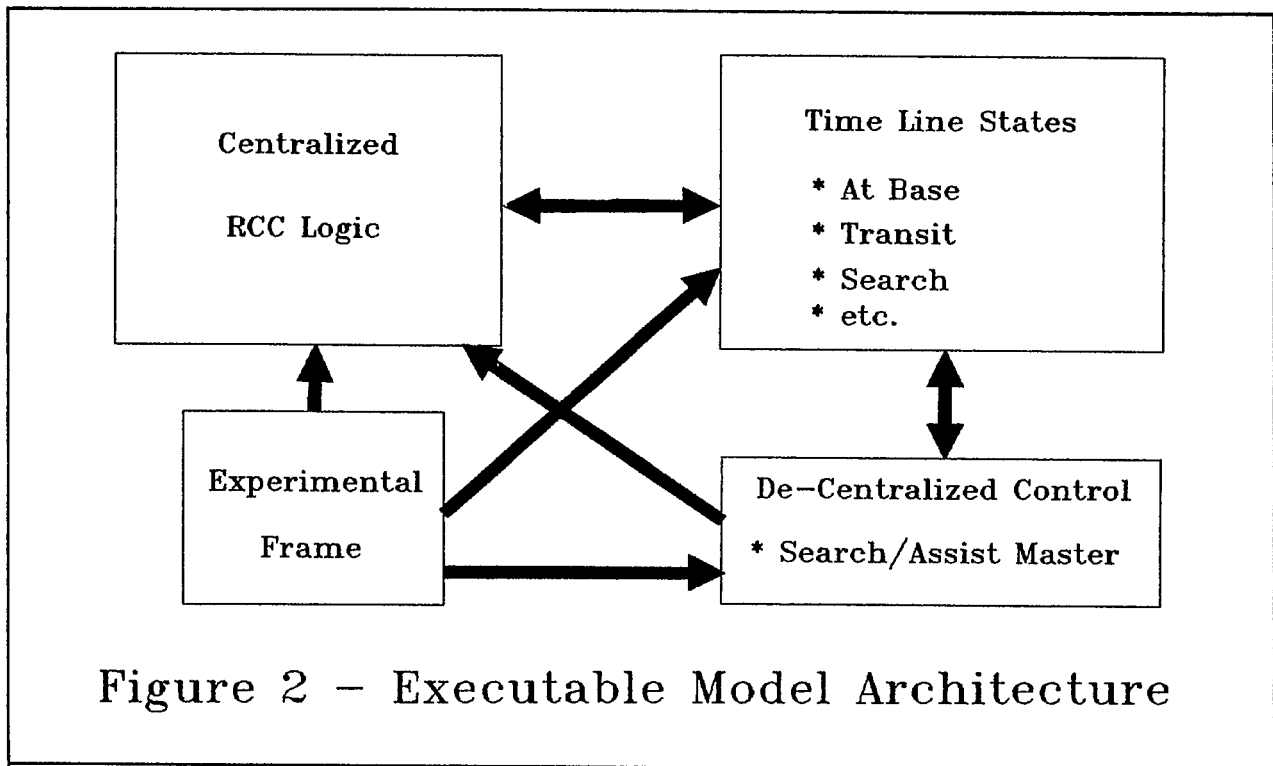 Centralized
RCC Logic
Time Line States
* At Base
* Transit
* Search
* etc.
Experimental
Frame
De-Centralized Control
* Search/Assist Master
Figure 2 - Executable Model Architecture